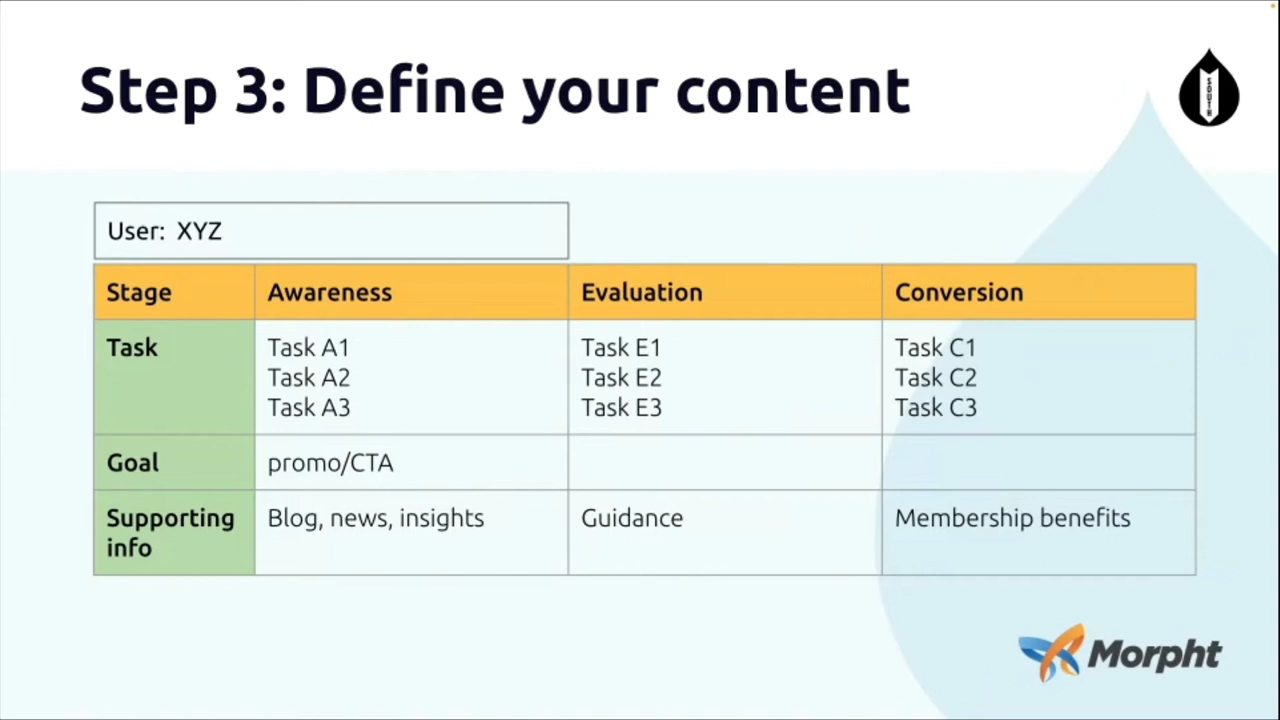 Step 3: Define your content
SOUTH
User: XYZ
Stage Awareness Evaluation Conversion
Task Task A1 Task E1 Task C1
Task A2 Task E2 Task C2
Task A3 Task E3 Task C3
Goal promo/CTA
Supporting Blog, news, insights Guidance Membership benefits
info
Morpht